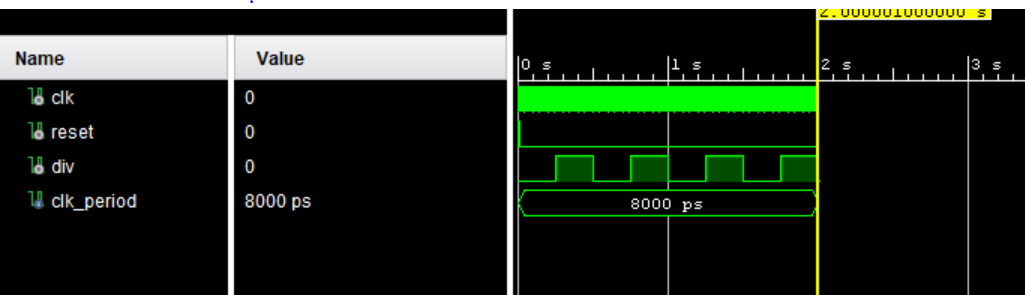 2.000001000000 s
Name Value 0 s 1 s 2 s 3 s
clk 0
reset 0
div 0
clk_period 8000 ps 8000 ps